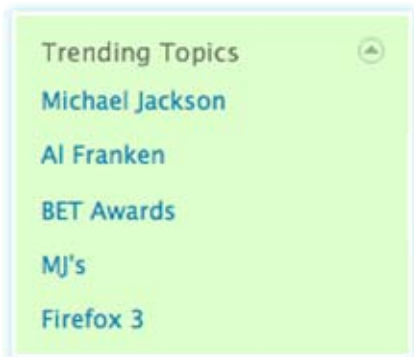 Trending Topics
Michael Jackson
Al Franken
BET Awards
MJ's
Firefox 3